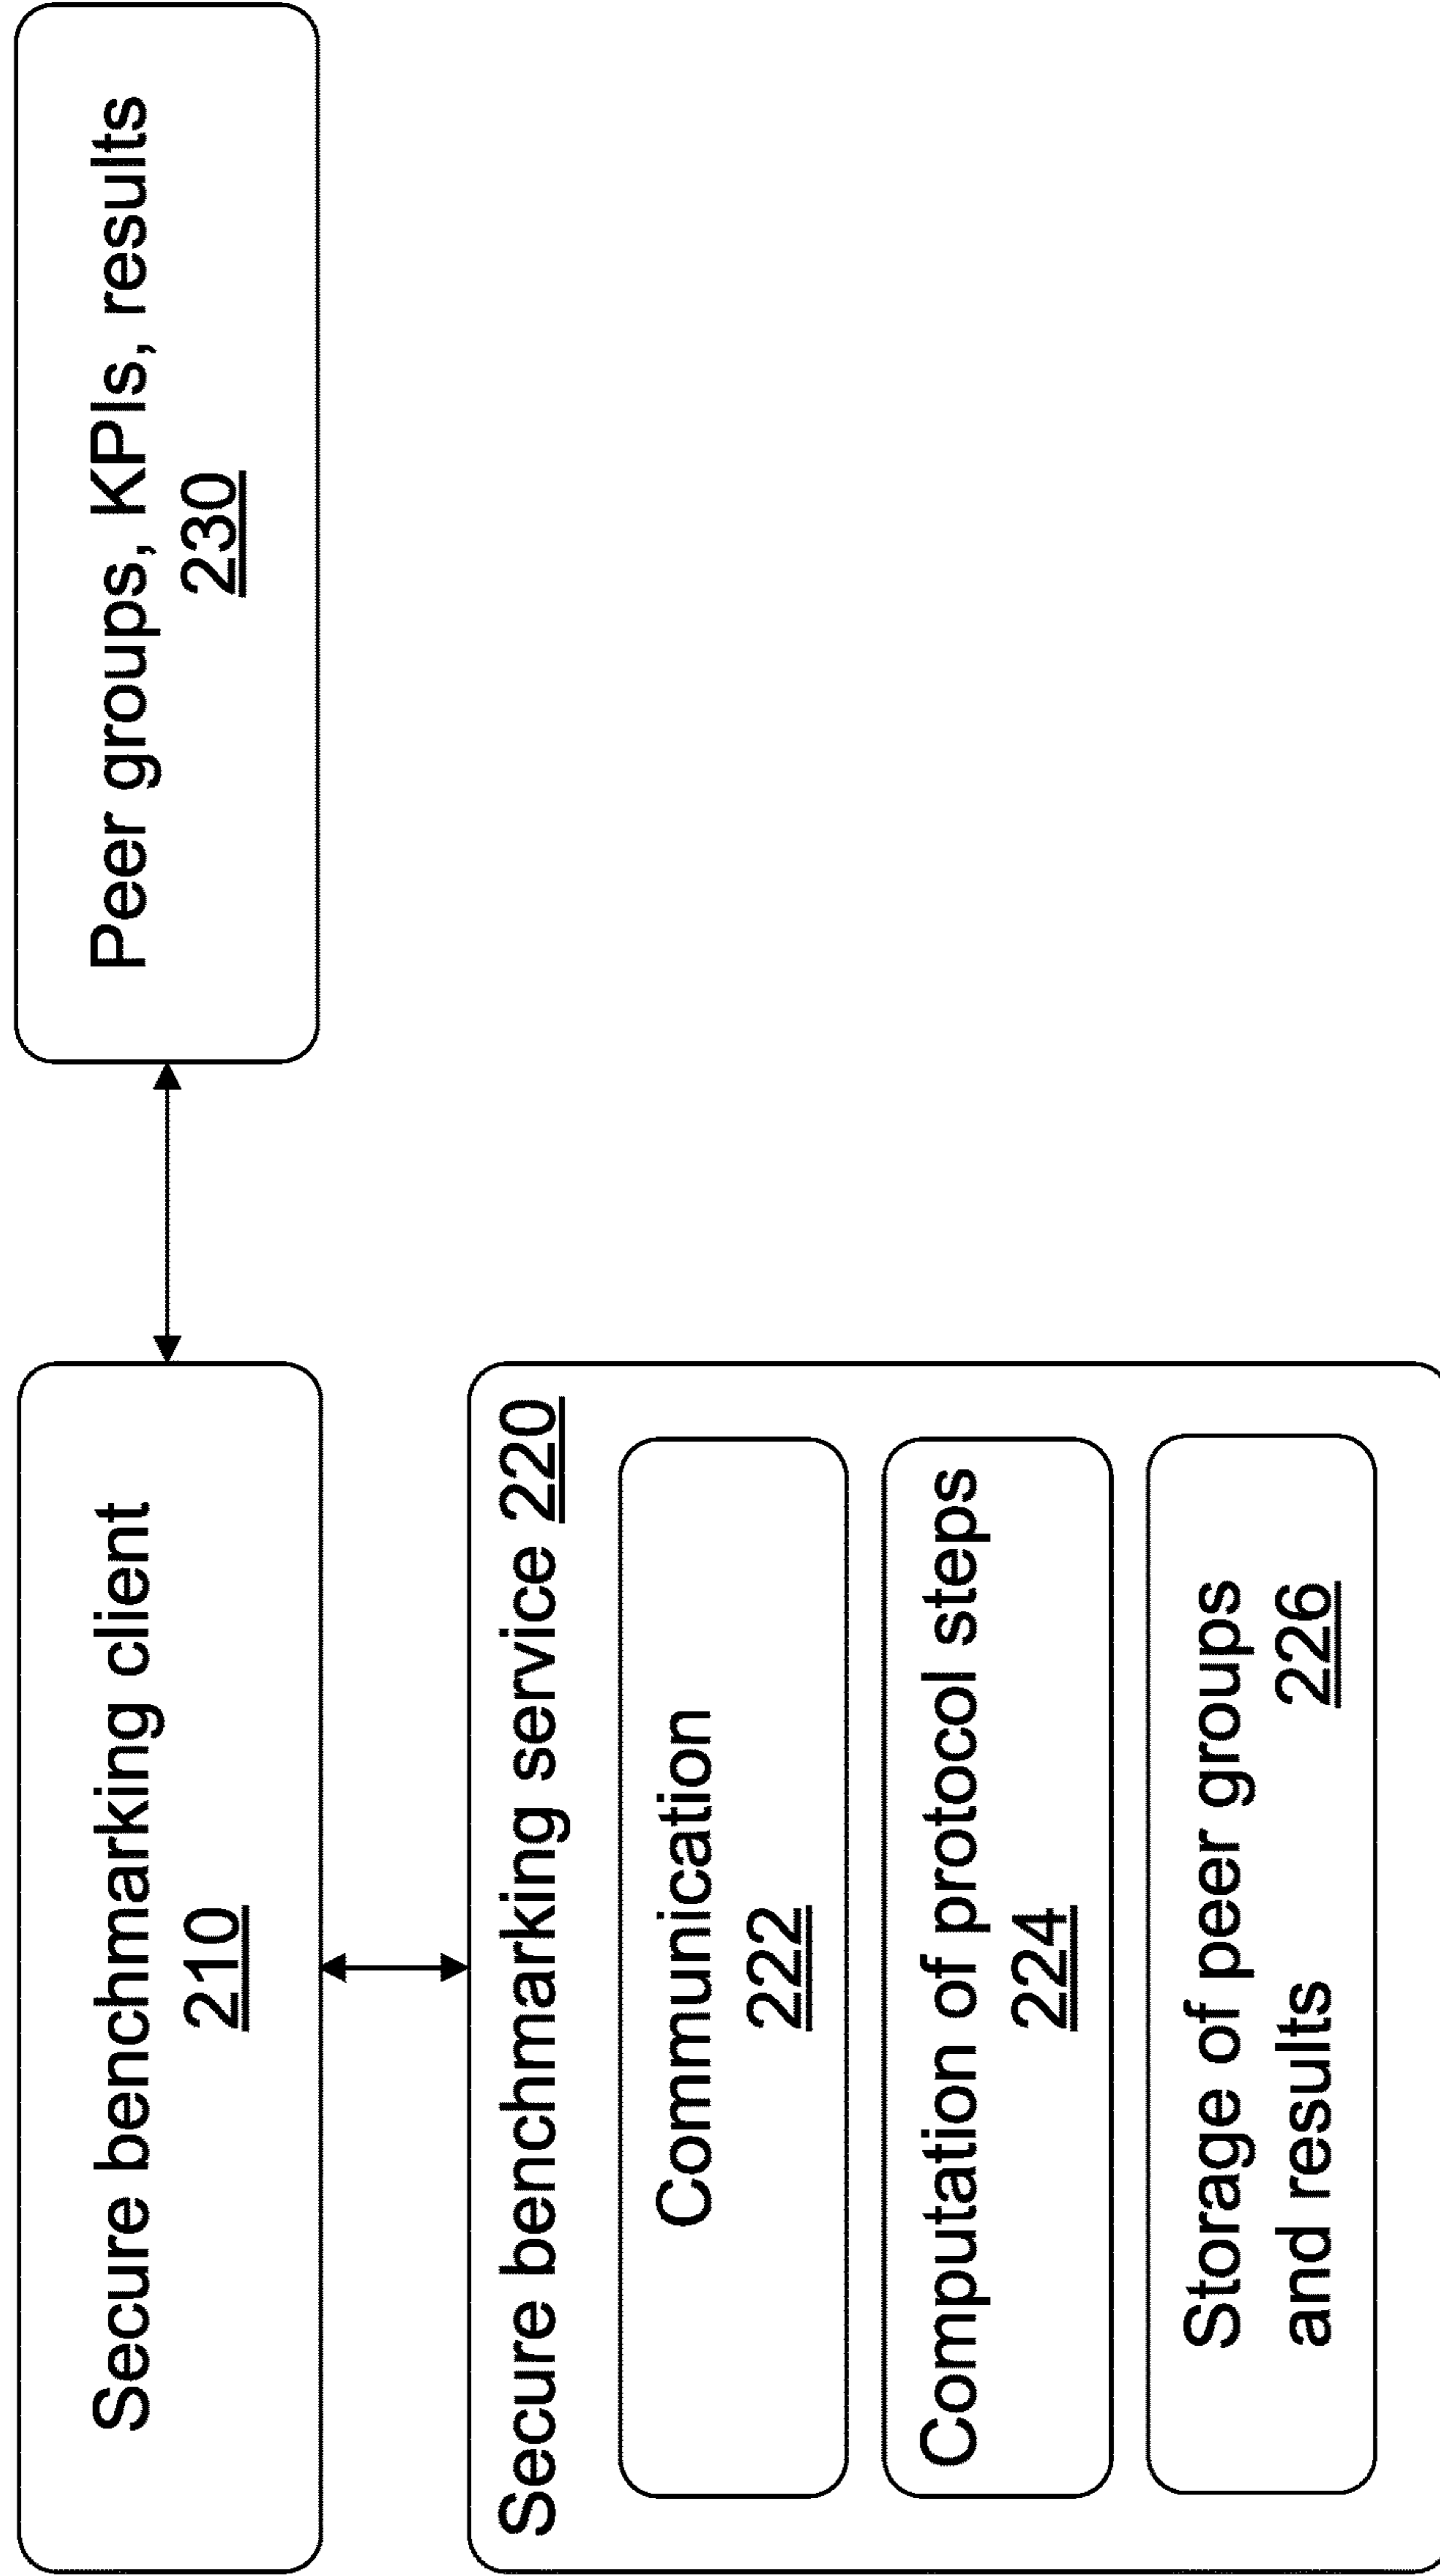 Secure benchmarking client
210
Peer groups, KPIs, results
230
Secure benchmarking service 220
Communication
222
Computation of protocol steps
224
Storage of peer groups
and results 226